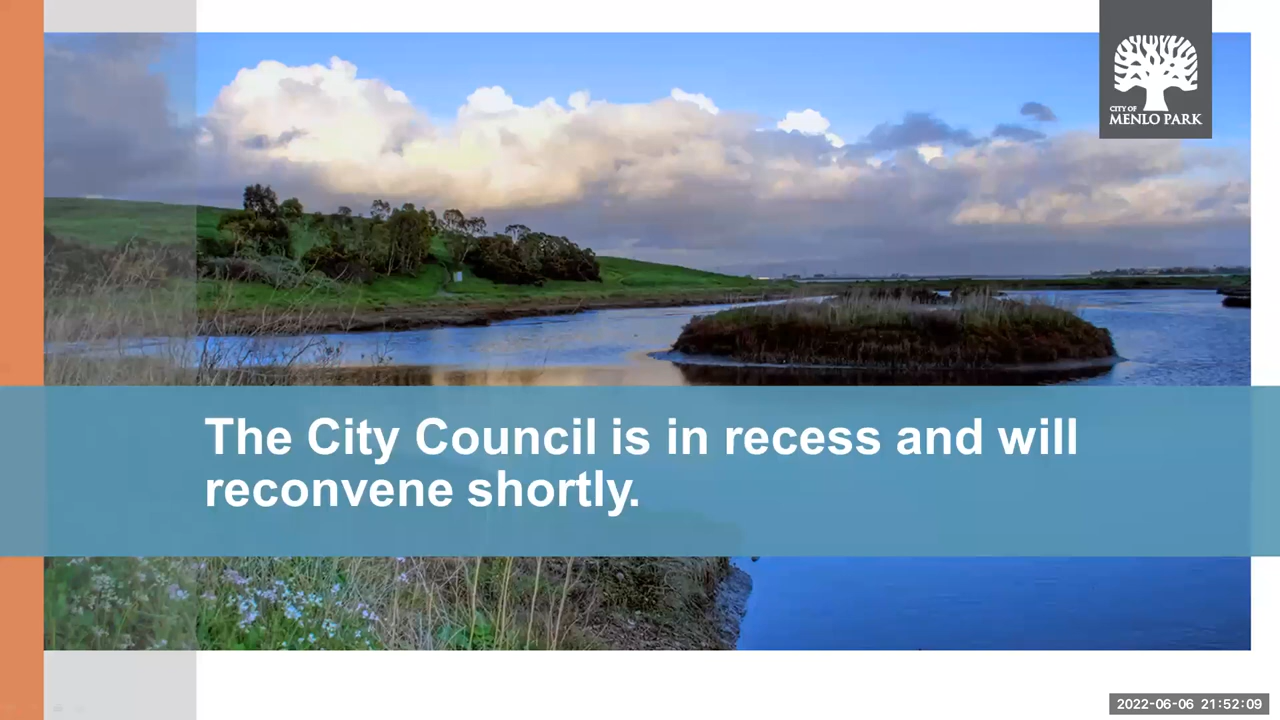 CITY OF
MENLO PARK
The City Council is in recess and will
reconvene shortly.
2022-06-06 21:52:09